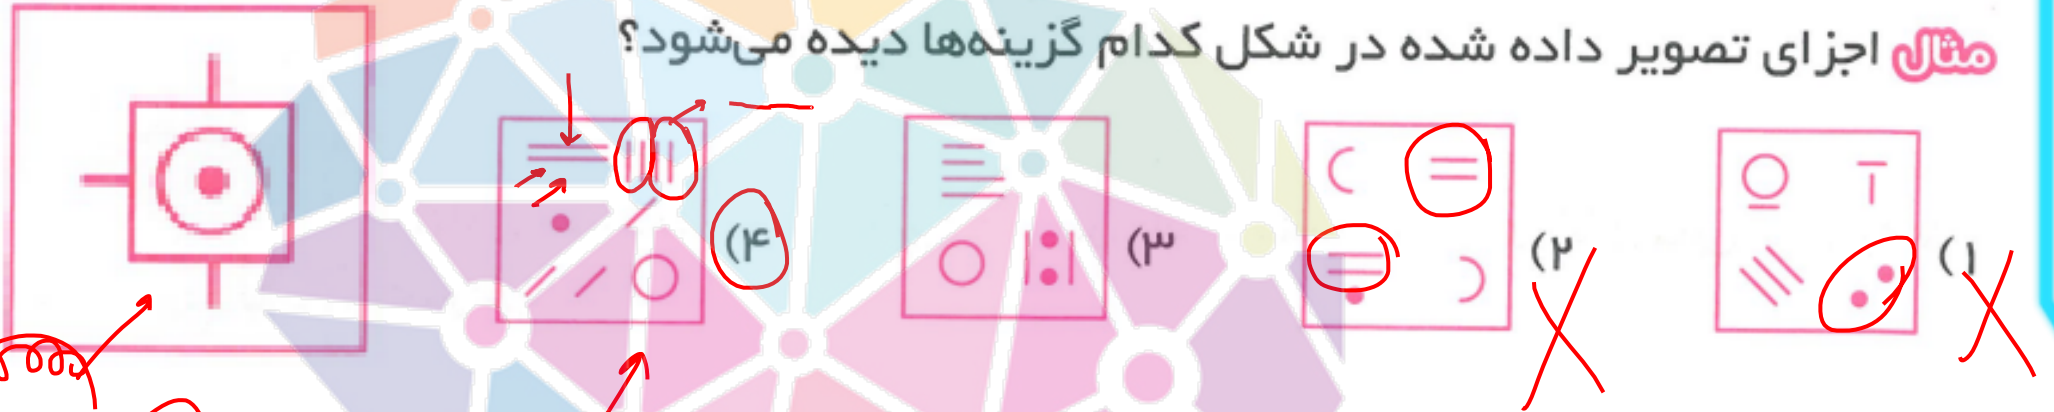 مثال اجزای تصویر داده شده در شکل کدام گزینه‌ها دیده می‌شود؟
۱)
۲)
۳)
۴)